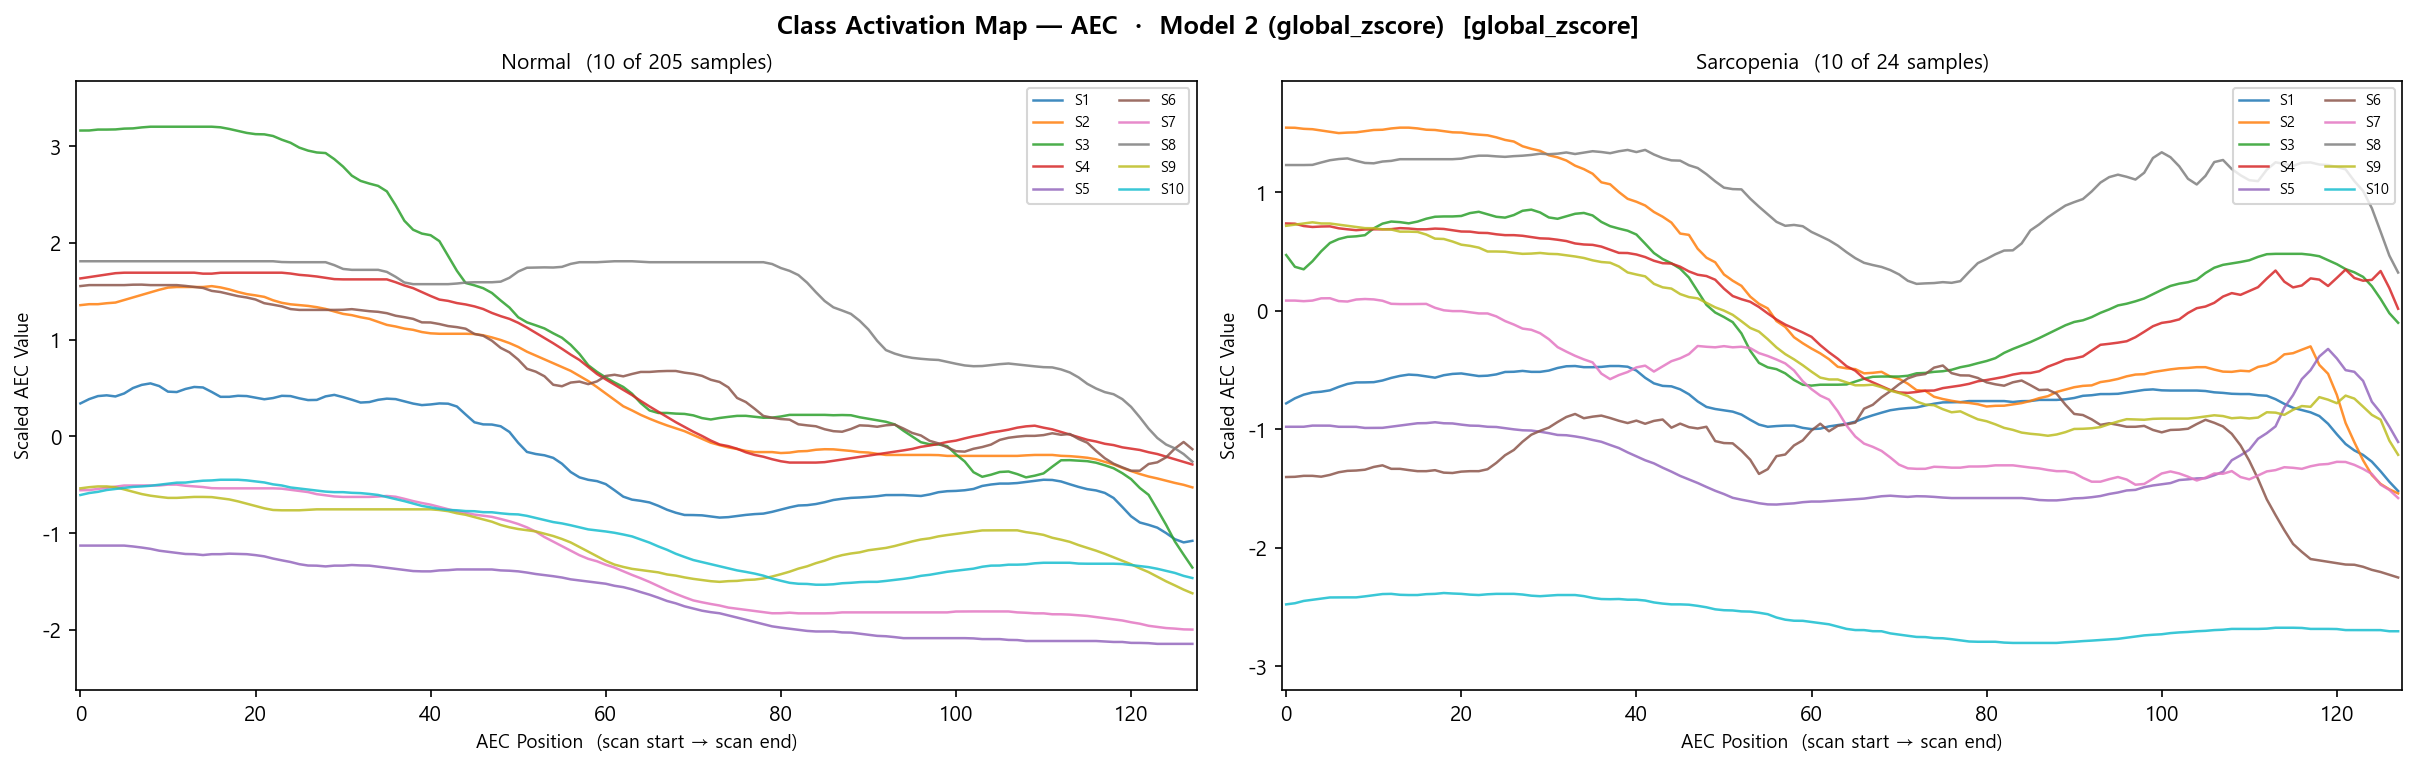 Class Activation Map — AEC · Model 2 (global_zscore) [global_zscore]
Normal (10 of 205 samples)
Scaled AEC Value
3
2
1
0
-1
-2
S1 S6
S2 S7
S3 S8
S4 S9
S5 S10
0 20 40 60 80 100 120
AEC Position (scan start → scan end)
Sarcopenia (10 of 24 samples)
Scaled AEC Value
1
0
-1
-2
-3
S1 S6
S2 S7
S3 S8
S4 S9
S5 S10
0 20 40 60 80 100 120
AEC Position (scan start → scan end)